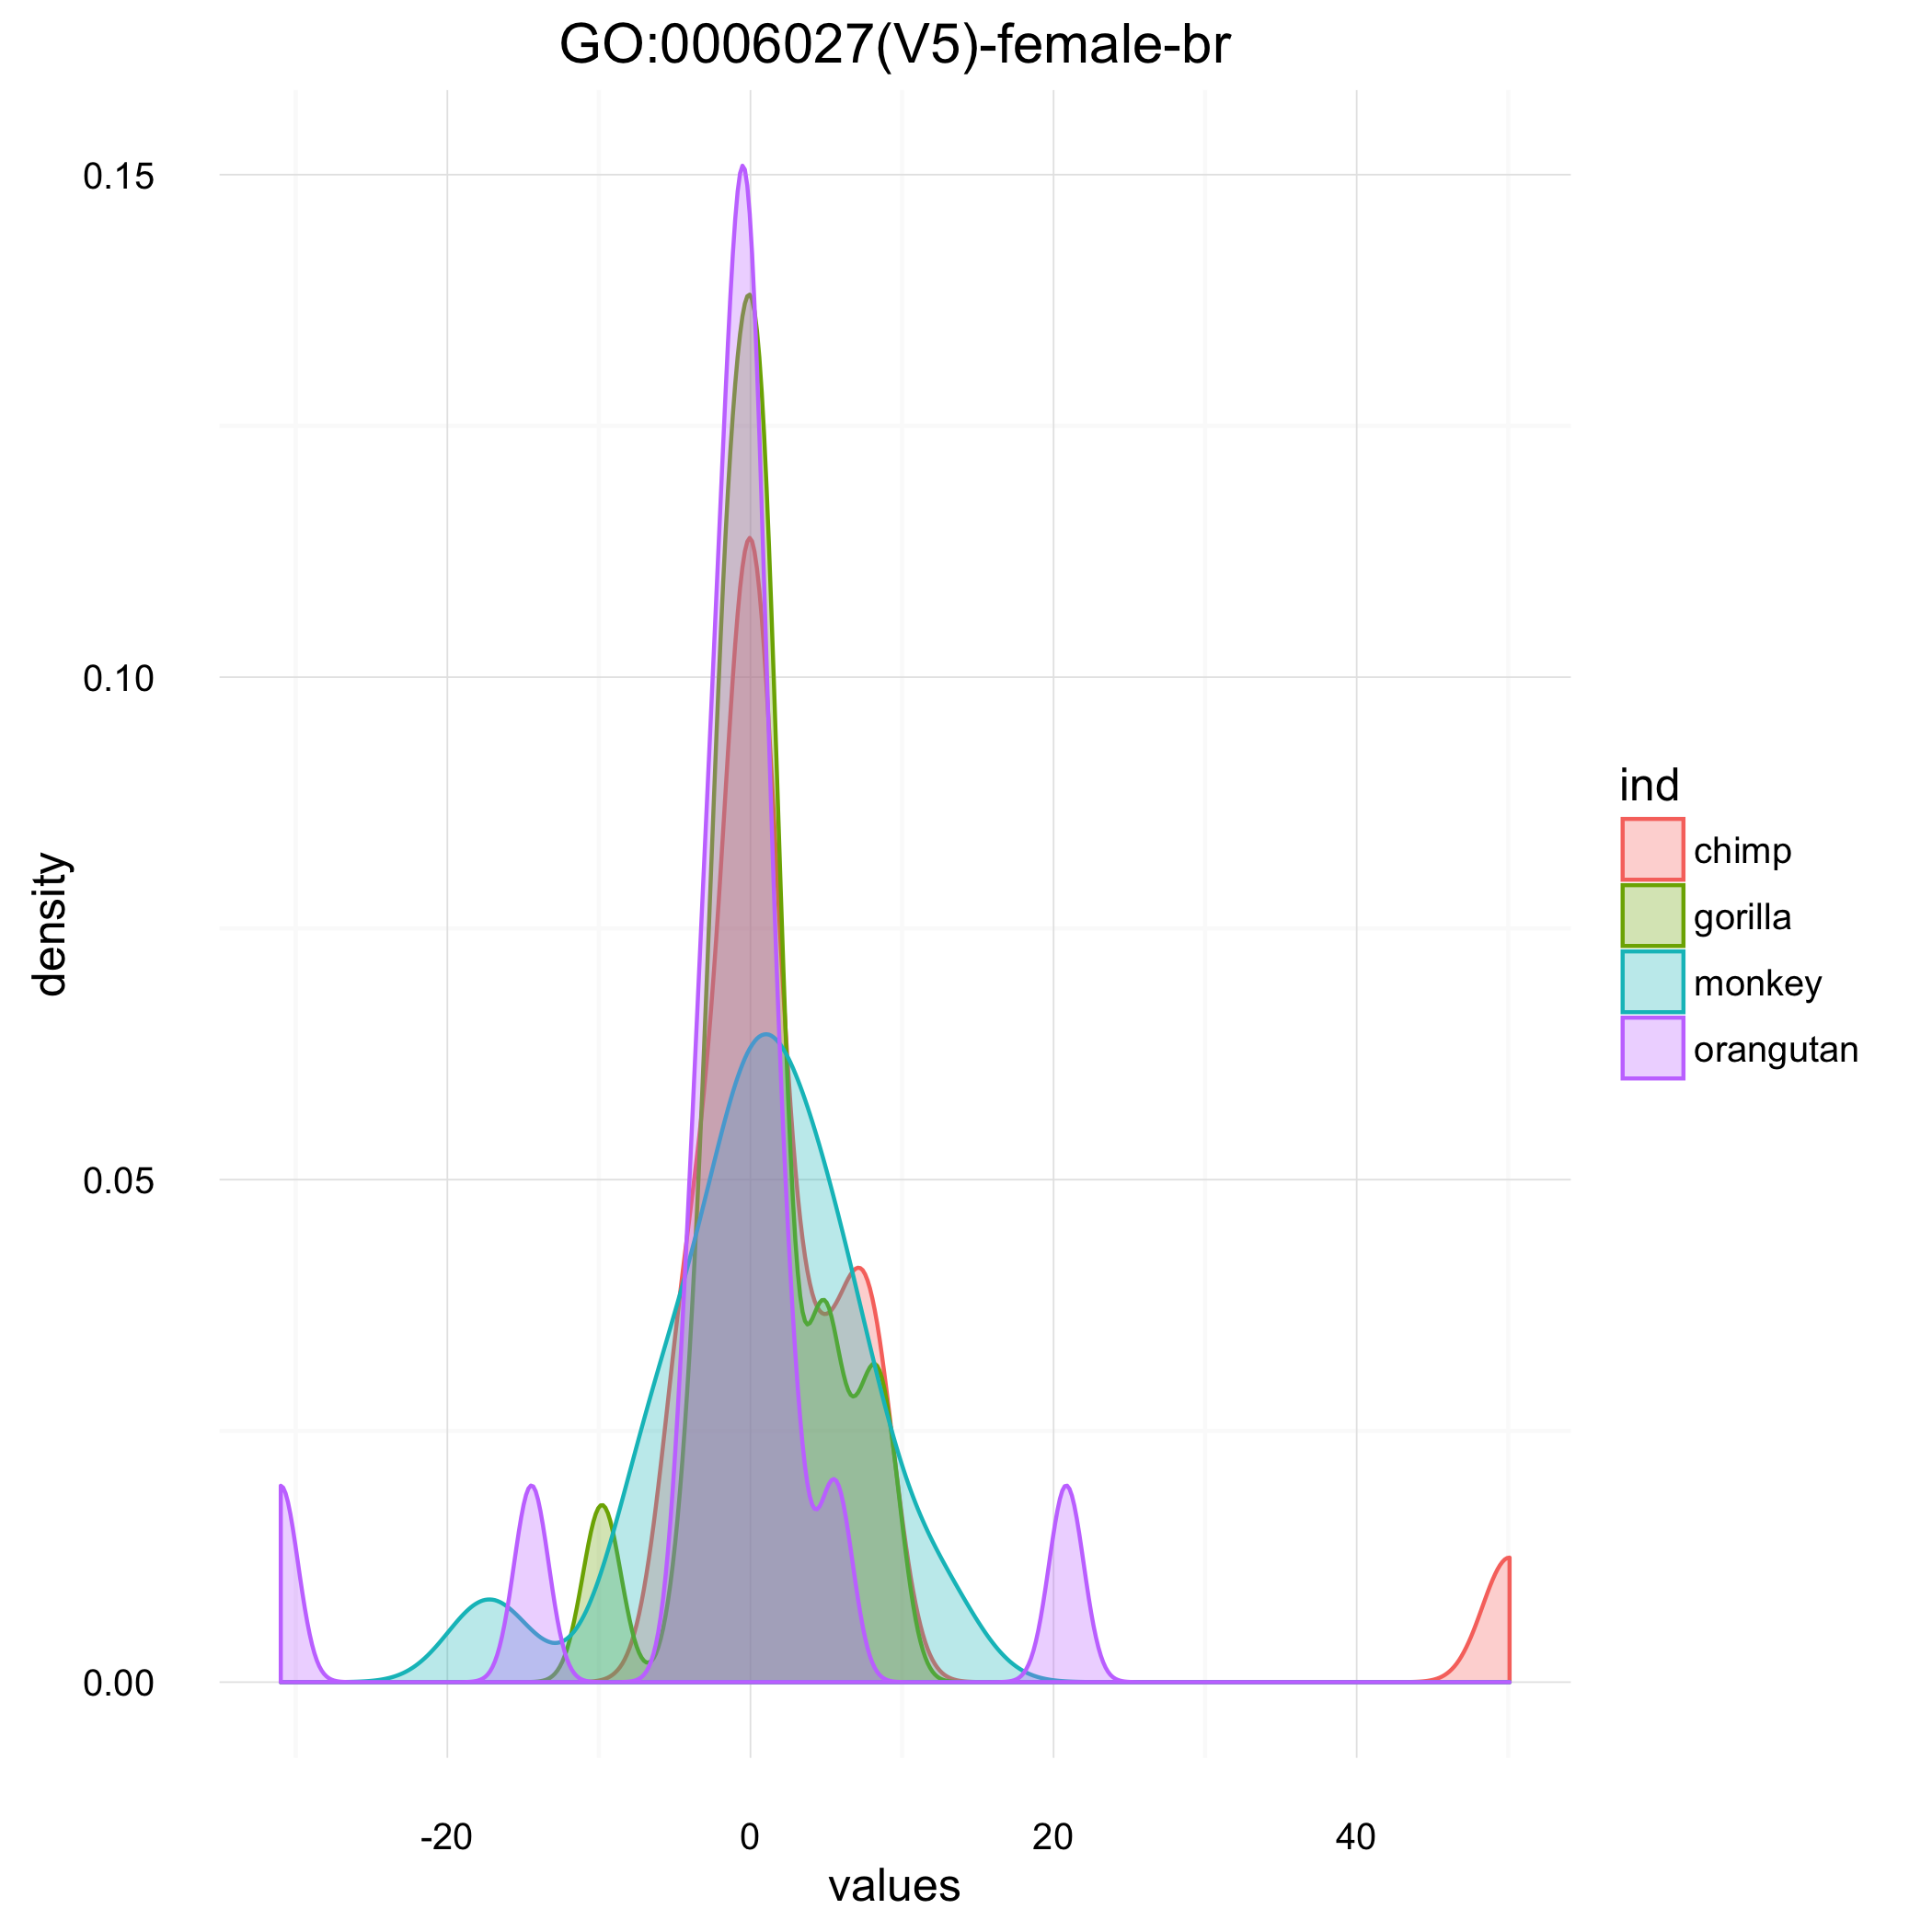 GO:0006027(V5)-female-br
0.15
0.10
0.05
0.00
density
-20
0
20
40
values
ind
chimp
gorilla
monkey
orangutan